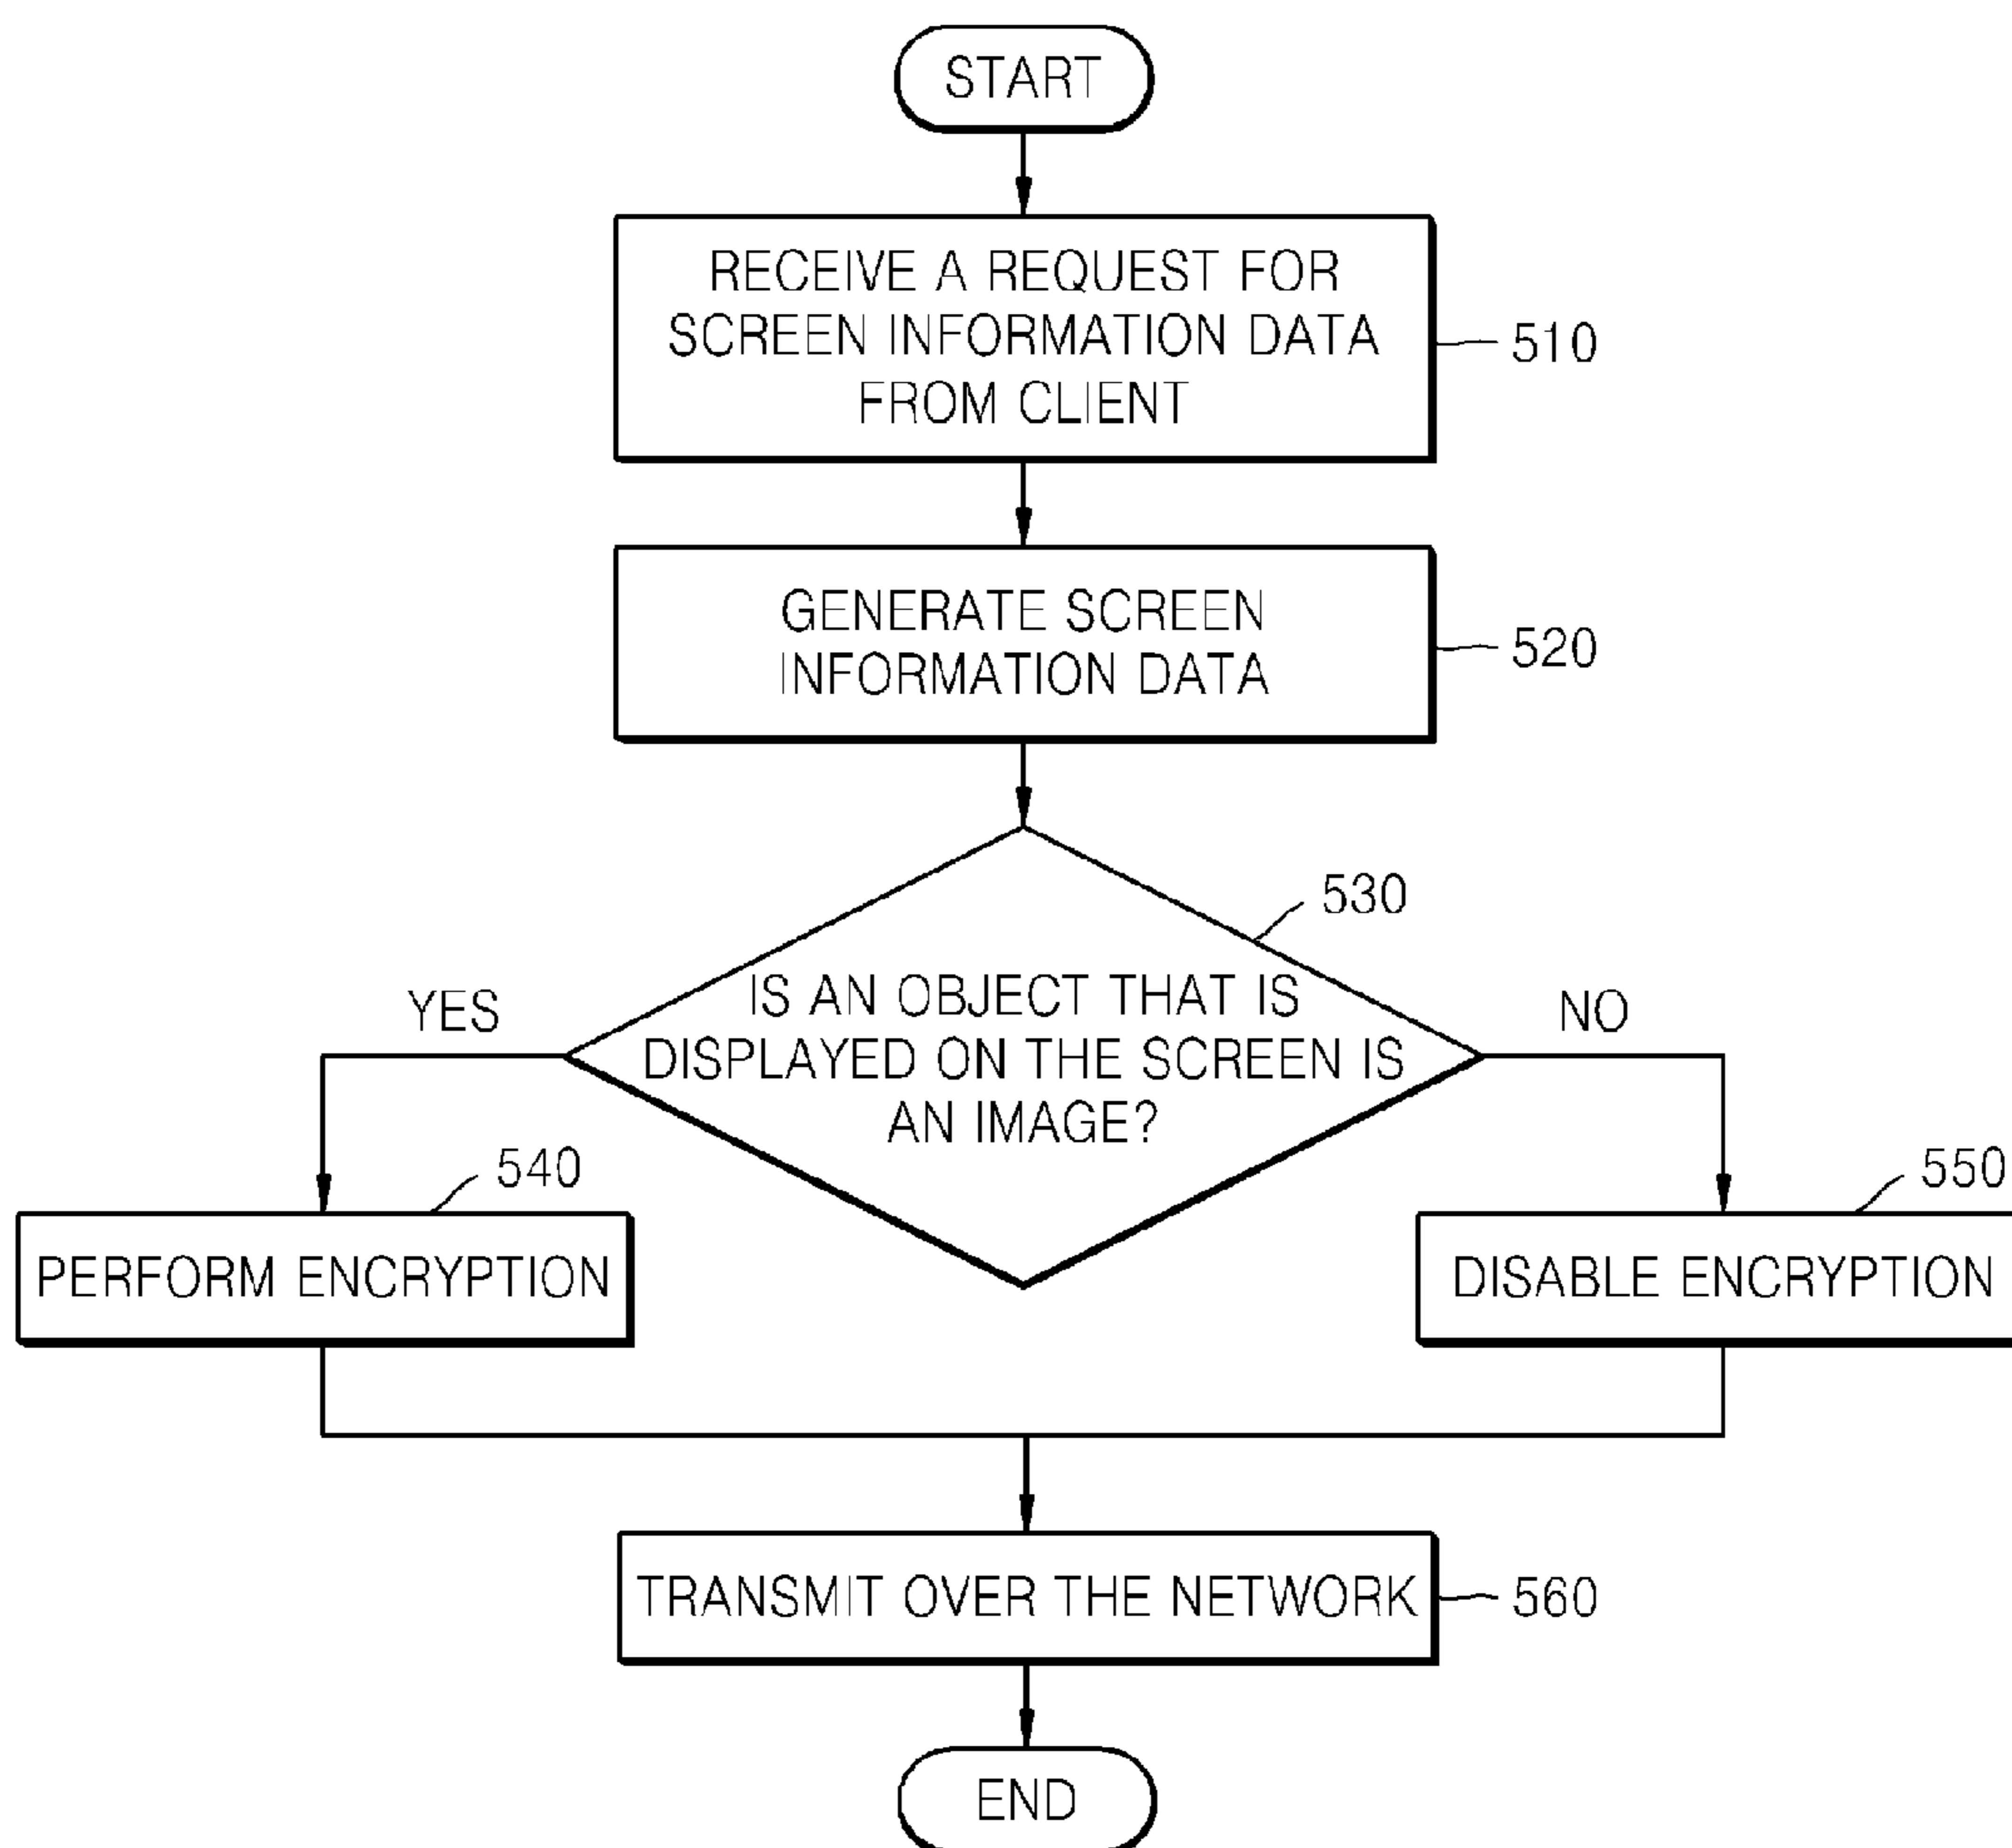 START
RECEIVE A REQUEST FOR
SCREEN INFORMATION DATA
FROM CLIENT
510
GENERATE SCREEN
INFORMATION DATA
520
530
IS AN OBJECT THAT IS
DISPLAYED ON THE SCREEN IS
AN IMAGE?
YES
NO
540
PERFORM ENCRYPTION
550
DISABLE ENCRYPTION
TRANSMIT OVER THE NETWORK
560
END